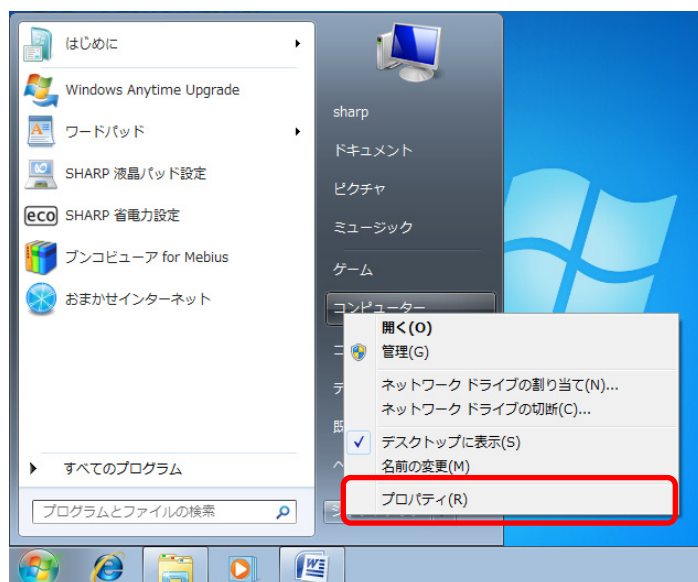 はじめに
Windows Anytime Upgrade
ワードパッド
SHARP 液晶パッド設定
eco SHARP 省電力設定
ブンコビューア for Mebius
おまかせインターネット
すべてのプログラム
プログラムとファイルの検索
sharp
ドキュメント
ピクチャ
ミュージック
ゲーム
コンピューター
開く(O)
管理(G)
ネットワーク ドライブの割り当て(N)...
ネットワーク ドライブの切断(C)...
デスクトップに表示(S)
名前の変更(M)
プロパティ(R)